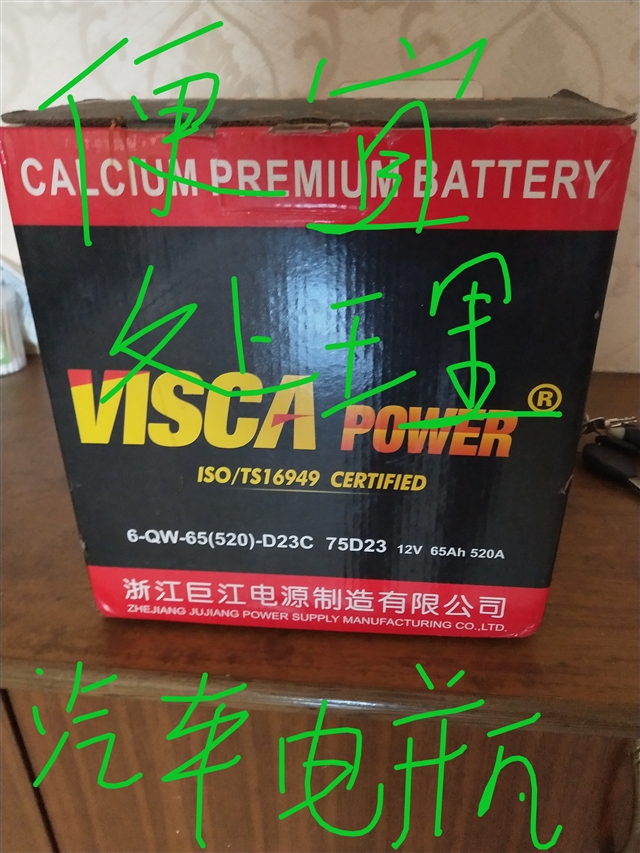 便宜
CALCIUM PREMIUM BATTERY
处理
VISCA POWER®
ISO/TS16949 CERTIFIED
6-QW-65(520)-D23C 75D23 12V 65Ah 520A
浙江巨江电源制造有限公司
ZHEJIANG JUJIANG POWER SUPPLY MANUFACTURING CO.,LTD.
汽车电瓶